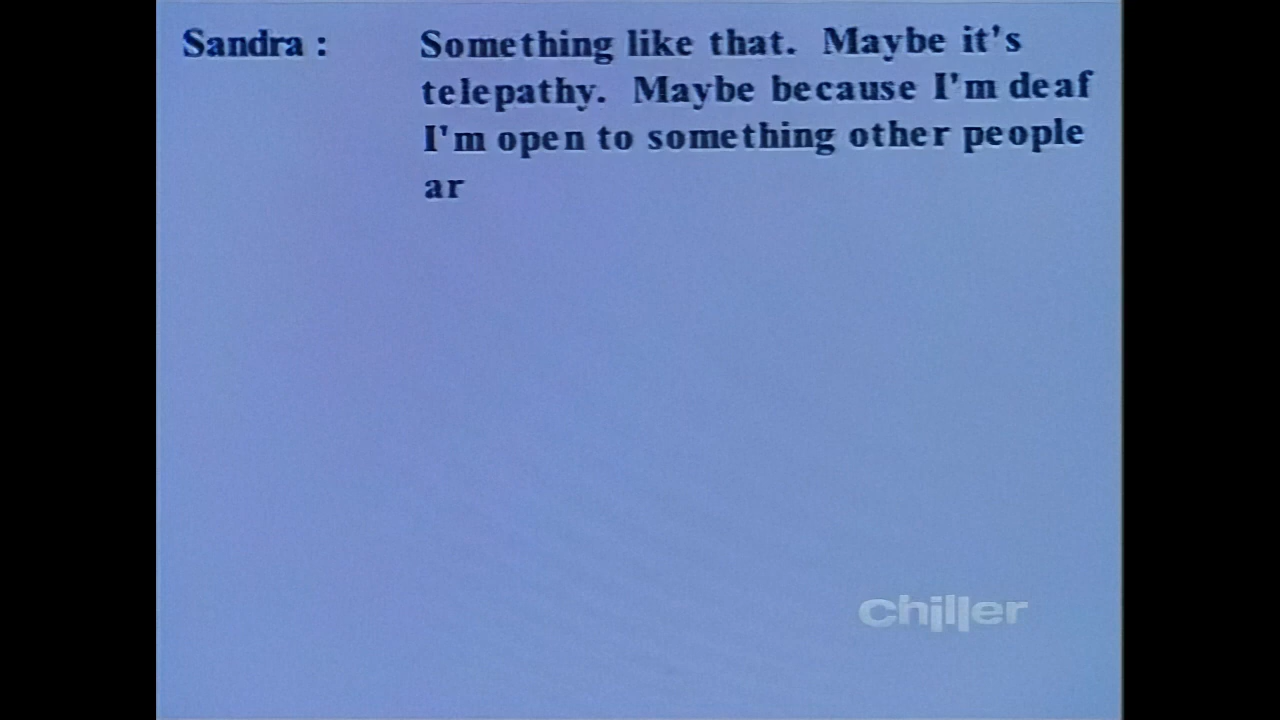 Sandra : Something like that. Maybe it's
telepathy. Maybe because I'm deaf
I'm open to something other people
ar
chiller